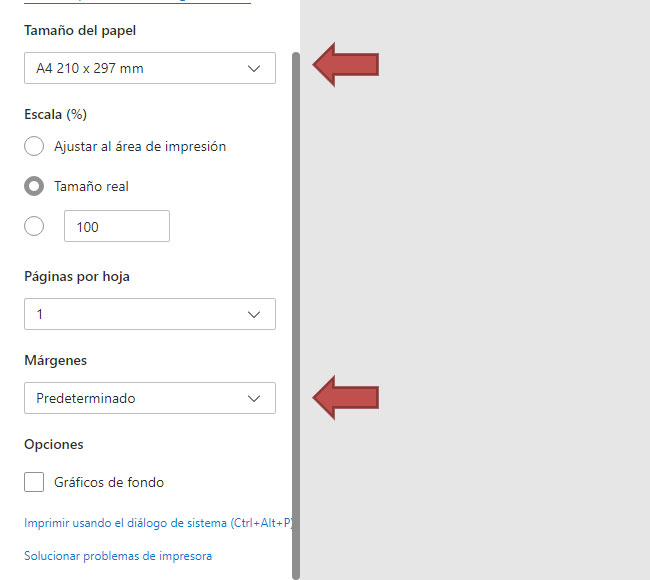 Tamaño del papel
A4 210 x 297 mm
Escala (%)
Ajustar al área de impresión
Tamaño real
100
Páginas por hoja
1
Márgenes
Predeterminado
Opciones
Gráficos de fondo
Imprimir usando el diálogo de sistema (Ctrl+Alt+P)
Solucionar problemas de impresora